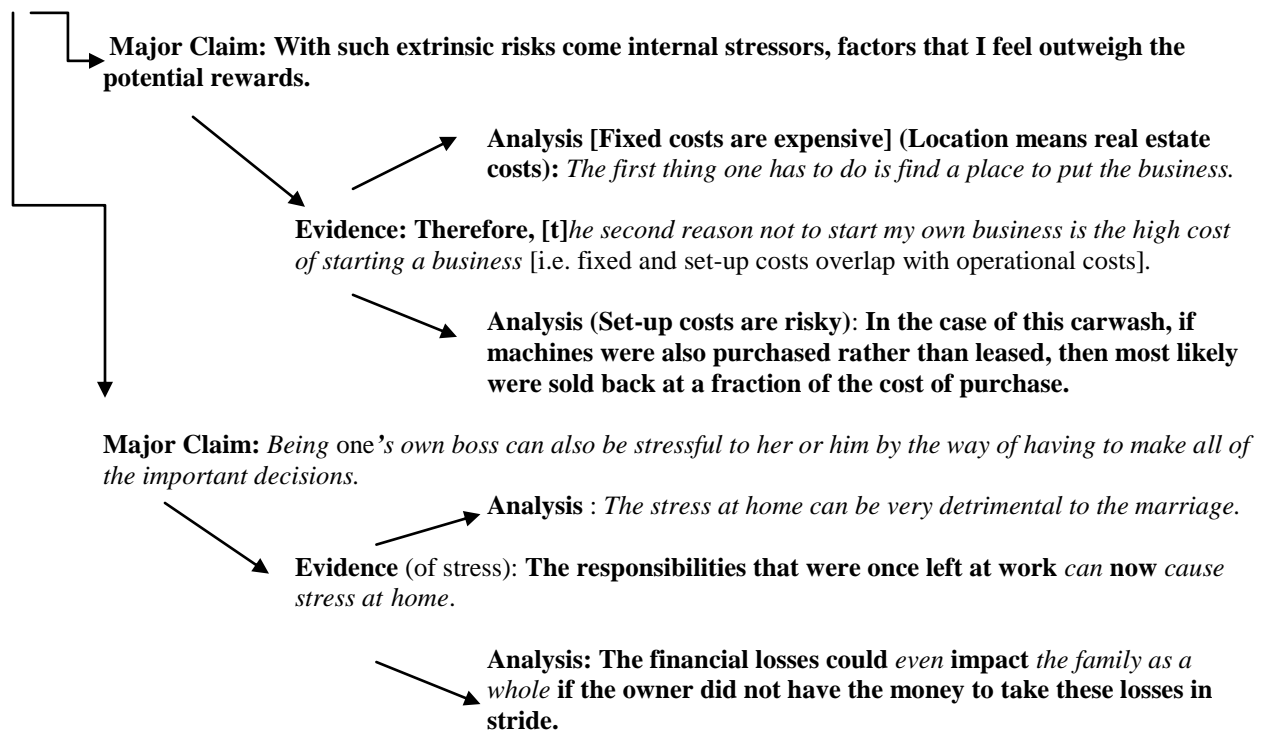 Major Claim: With such extrinsic risks come internal stressors, factors that I feel outweigh the
potential rewards.
Analysis [Fixed costs are expensive] (Location means real estate
costs): The first thing one has to do is find a place to put the business.
Evidence: Therefore, [t]he second reason not to start my own business is the high cost
of starting a business [i.e. fixed and set-up costs overlap with operational costs].
Analysis (Set-up costs are risky): In the case of this carwash, if
machines were also purchased rather than leased, then most likely
were sold back at a fraction of the cost of purchase.
Major Claim: Being one's own boss can also be stressful to her or him by the way of having to make all of
the important decisions.
Analysis : The stress at home can be very detrimental to the marriage.
Evidence (of stress): The responsibilities that were once left at work can now cause
stress at home.
Analysis: The financial losses could even impact the family as a
whole if the owner did not have the money to take these losses in
stride.